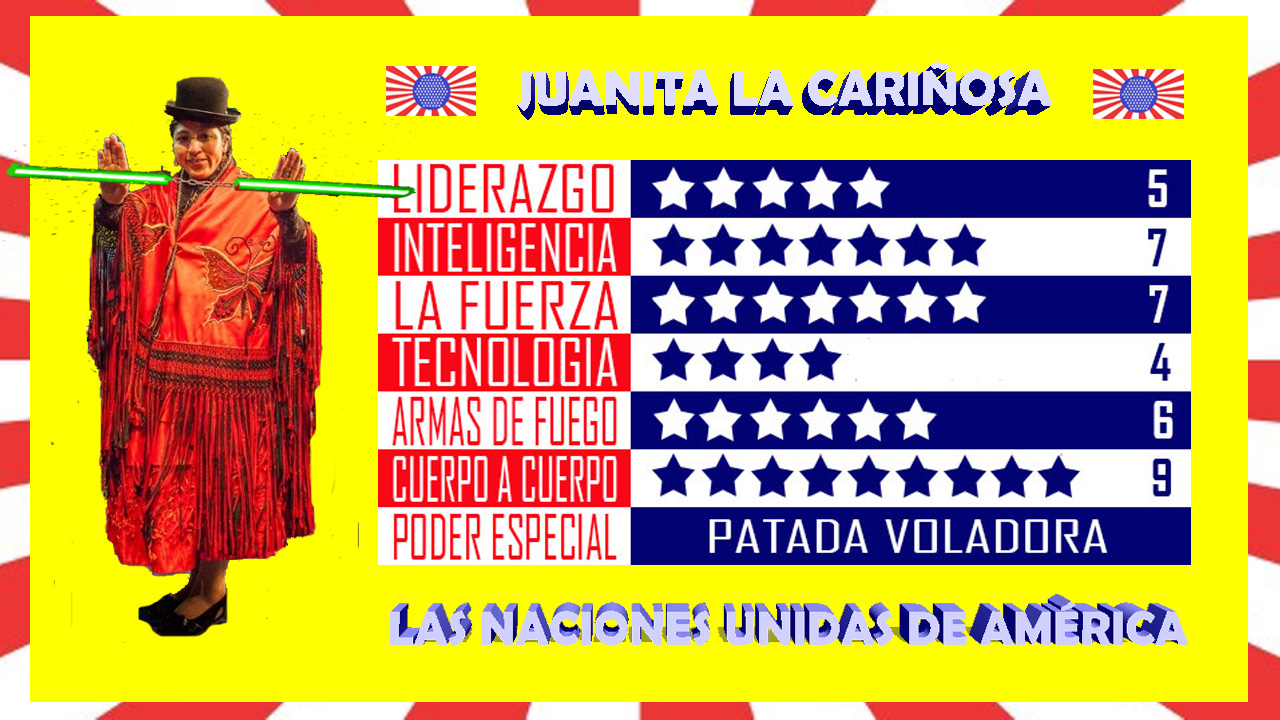 JUANITA LA CARIÑOSA
LIDERAZGO 5
INTELIGENCIA 7
LA FUERZA 7
TECNOLOGIA 4
ARMAS DE FUEGO 6
CUERPO A CUERPO 9
PODER ESPECIAL PATADA VOLADORA
LAS NACIONES UNIDAS DE AMÉRICA